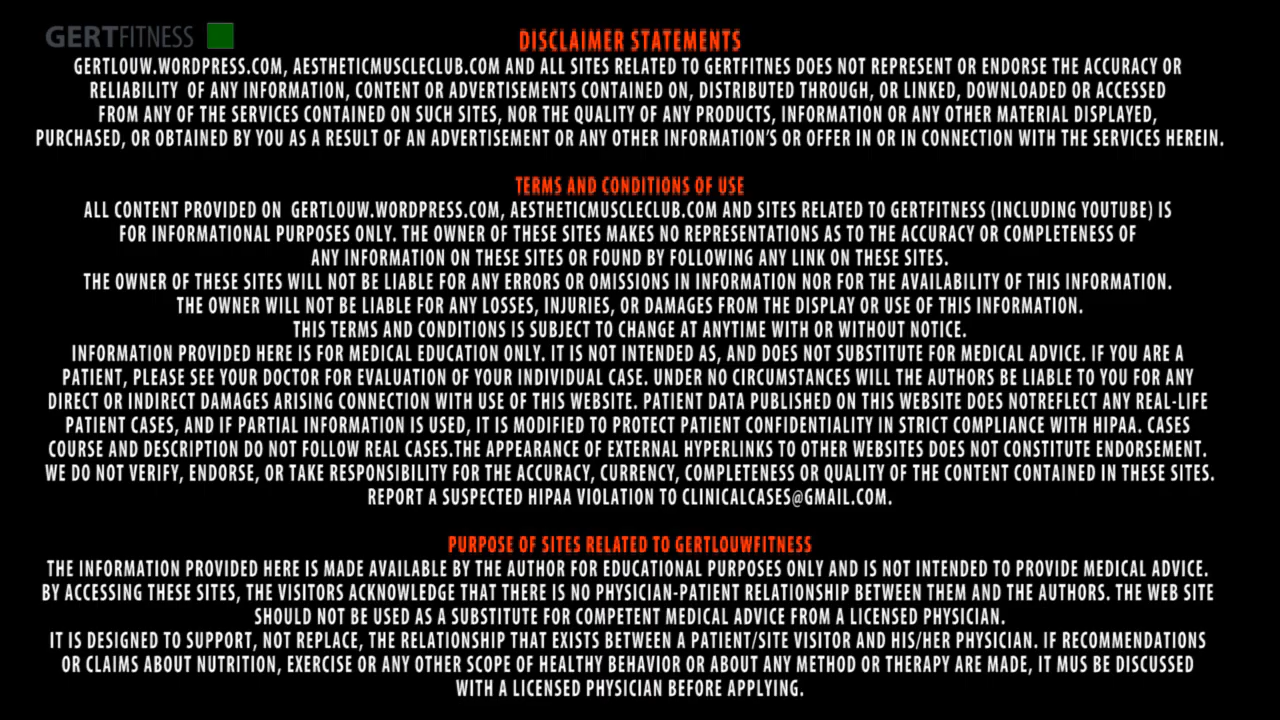 GERTFITNESS
DISCLAIMER STATEMENTS
GERTLOUW.WORDPRESS.COM, AESTHETICMUSCLECLUB.COM AND ALL SITES RELATED TO GERTFITNES DOES NOT REPRESENT OR ENDORSE THE ACCURACY OR
RELIABILITY OF ANY INFORMATION, CONTENT OR ADVERTISEMENTS CONTAINED ON, DISTRIBUTED THROUGH, OR LINKED, DOWNLOADED OR ACCESSED
FROM ANY OF THE SERVICES CONTAINED ON SUCH SITES, NOR THE QUALITY OF ANY PRODUCTS, INFORMATION OR ANY OTHER MATERIAL DISPLAYED,
PURCHASED, OR OBTAINED BY YOU AS A RESULT OF AN ADVERTISEMENT OR ANY OTHER INFORMATION'S OR OFFER IN OR IN CONNECTION WITH THE SERVICES HEREIN.
TERMS AND CONDITIONS OF USE
ALL CONTENT PROVIDED ON GERTLOUW.WORDPRESS.COM, AESTHETICMUSCLECLUB.COM AND SITES RELATED TO GERTFITNESS (INCLUDING YOUTUBE) IS
FOR INFORMATIONAL PURPOSES ONLY. THE OWNER OF THESE SITES MAKES NO REPRESENTATIONS AS TO THE ACCURACY OR COMPLETENESS OF
ANY INFORMATION ON THESE SITES OR FOUND BY FOLLOWING ANY LINK ON THESE SITES.
THE OWNER OF THESE SITES WILL NOT BE LIABLE FOR ANY ERRORS OR OMISSIONS IN INFORMATION NOR FOR THE AVAILABILITY OF THIS INFORMATION.
THE OWNER WILL NOT BE LIABLE FOR ANY LOSSES, INJURIES, OR DAMAGES FROM THE DISPLAY OR USE OF THIS INFORMATION.
THIS TERMS AND CONDITIONS IS SUBJECT TO CHANGE AT ANYTIME WITH OR WITHOUT NOTICE.
INFORMATION PROVIDED HERE IS FOR MEDICAL EDUCATION ONLY. IT IS NOT INTENDED AS, AND DOES NOT SUBSTITUTE FOR MEDICAL ADVICE. IF YOU ARE A
PATIENT, PLEASE SEE YOUR DOCTOR FOR EVALUATION OF YOUR INDIVIDUAL CASE. UNDER NO CIRCUMSTANCES WILL THE AUTHORS BE LIABLE TO YOU FOR ANY
DIRECT OR INDIRECT DAMAGES ARISING CONNECTION WITH USE OF THIS WEBSITE. PATIENT DATA PUBLISHED ON THIS WEBSITE DOES NOTREFLECT ANY REAL-LIFE
PATIENT CASES, AND IF PARTIAL INFORMATION IS USED, IT IS MODIFIED TO PROTECT PATIENT CONFIDENTIALITY IN STRICT COMPLIANCE WITH HIPAA. CASES
COURSE AND DESCRIPTION DO NOT FOLLOW REAL CASES.THE APPEARANCE OF EXTERNAL HYPERLINKS TO OTHER WEBSITES DOES NOT CONSTITUTE ENDORSEMENT.
WE DO NOT VERIFY, ENDORSE, OR TAKE RESPONSIBILITY FOR THE ACCURACY, CURRENCY, COMPLETENESS OR QUALITY OF THE CONTENT CONTAINED IN THESE SITES.
REPORT A SUSPECTED HIPAA VIOLATION TO CLINICALCASES@GMAIL.COM.
PURPOSE OF SITES RELATED TO GERTLOUWFITNESS
THE INFORMATION PROVIDED HERE IS MADE AVAILABLE BY THE AUTHOR FOR EDUCATIONAL PURPOSES ONLY AND IS NOT INTENDED TO PROVIDE MEDICAL ADVICE.
BY ACCESSING THESE SITES, THE VISITORS ACKNOWLEDGE THAT THERE IS NO PHYSICIAN-PATIENT RELATIONSHIP BETWEEN THEM AND THE AUTHORS. THE WEB SITE
SHOULD NOT BE USED AS A SUBSTITUTE FOR COMPETENT MEDICAL ADVICE FROM A LICENSED PHYSICIAN.
IT IS DESIGNED TO SUPPORT, NOT REPLACE, THE RELATIONSHIP THAT EXISTS BETWEEN A PATIENT/SITE VISITOR AND HIS/HER PHYSICIAN. IF RECOMMENDATIONS
OR CLAIMS ABOUT NUTRITION, EXERCISE OR ANY OTHER SCOPE OF HEALTHY BEHAVIOR OR ABOUT ANY METHOD OR THERAPY ARE MADE, IT MUS BE DISCUSSED
WITH A LICENSED PHYSICIAN BEFORE APPLYING.